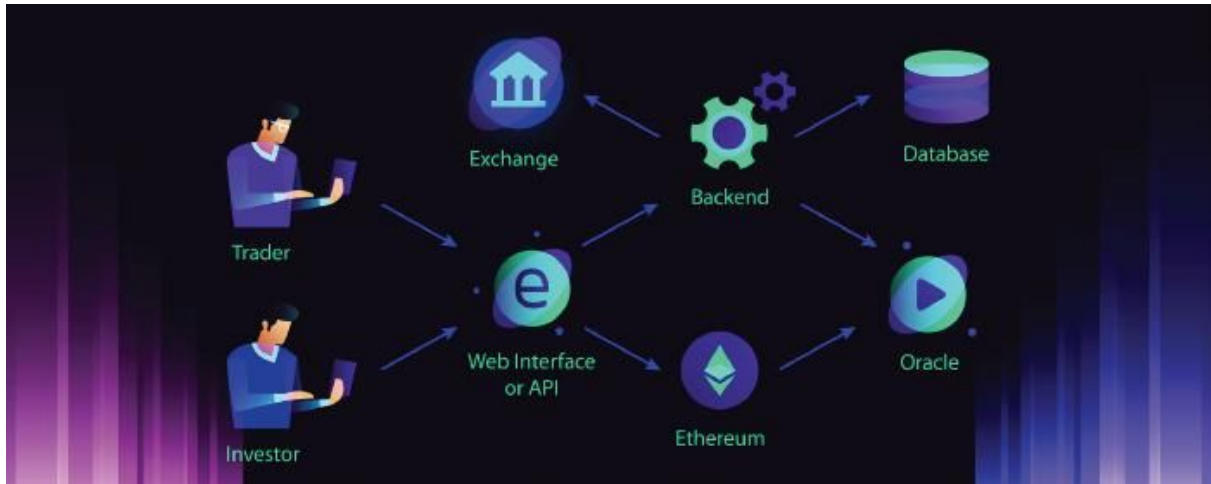 Exchange
Backend
Database
Trader
e
Web Interface
or API
Oracle
Ethereum
Investor